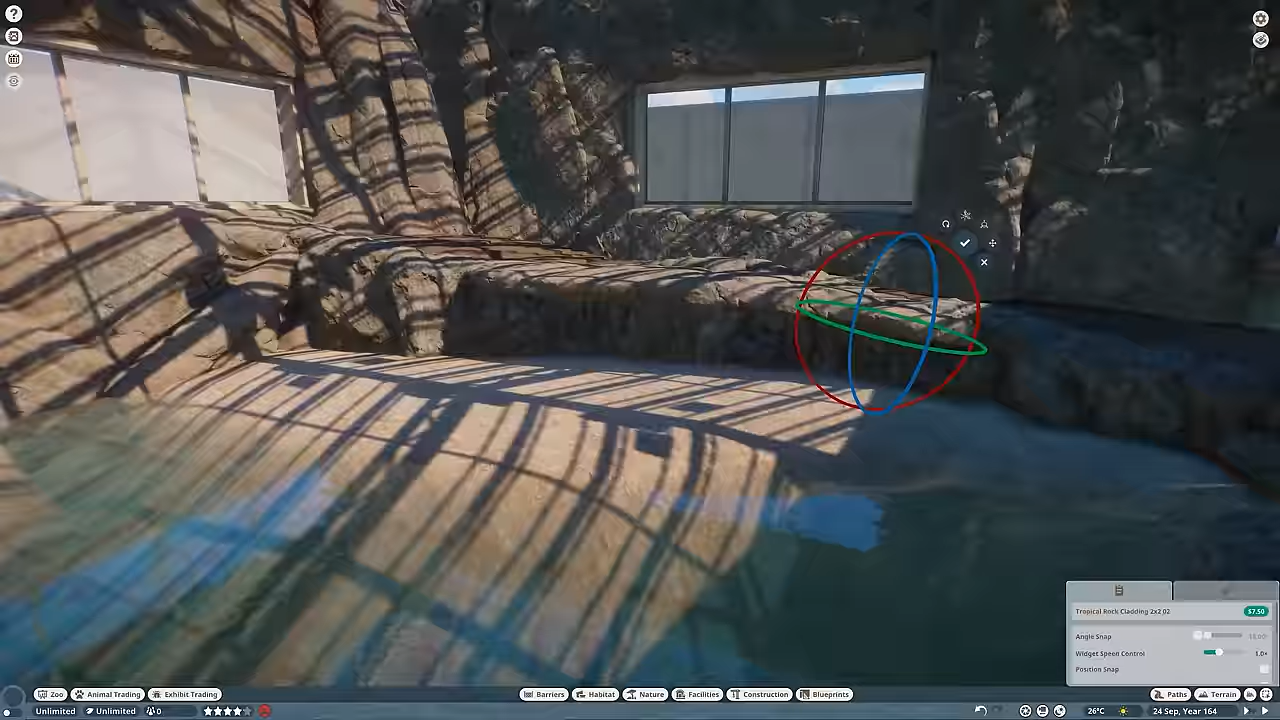 Tropical Rock Cladding 2x2 02 $7.50
Angle Snap
Widget Speed Control 1.0×
Position Snap
Zoo Animal Trading Exhibit Trading Barriers Habitat Nature Facilities Construction Blueprints Paths Terrain
Unlimited Unlimited 0 26°C 24 Sep, Year 164